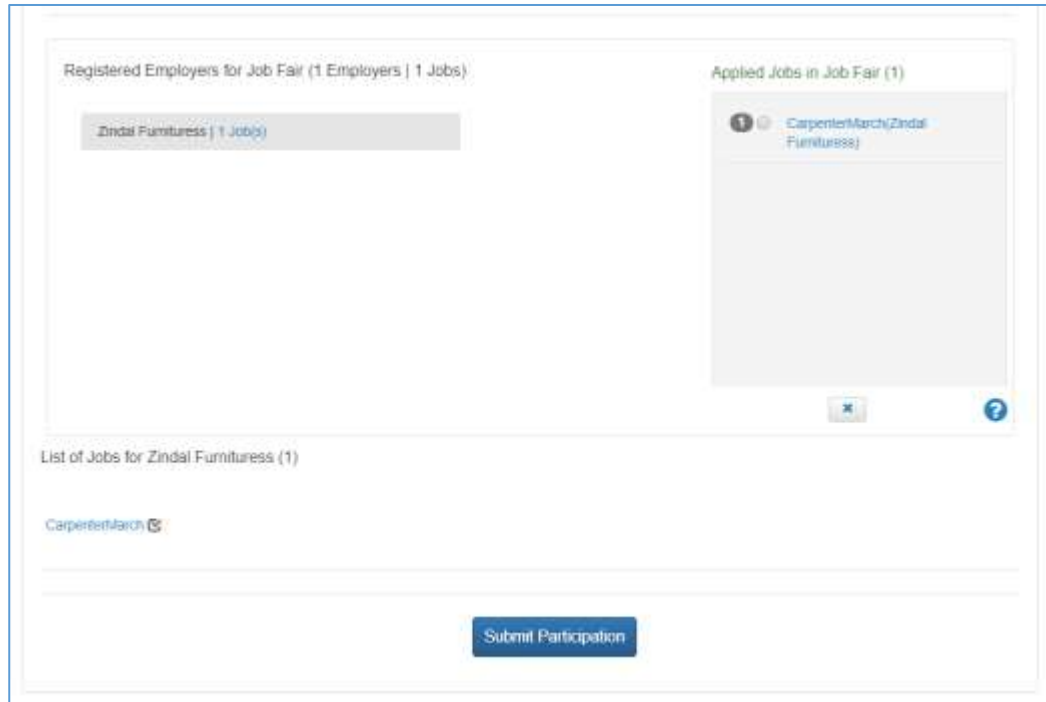 Registered Employers for Job Fair (1 Employers | 1 Jobs)
Zindal Furnituress | 1 Job(s)
Applied Jobs in Job Fair (1)
1 CarpenterMarch(Zindal
Furnituress)
?
List of Jobs for Zindal Furnituress (1)
CarpenterMarch
Submit Participation